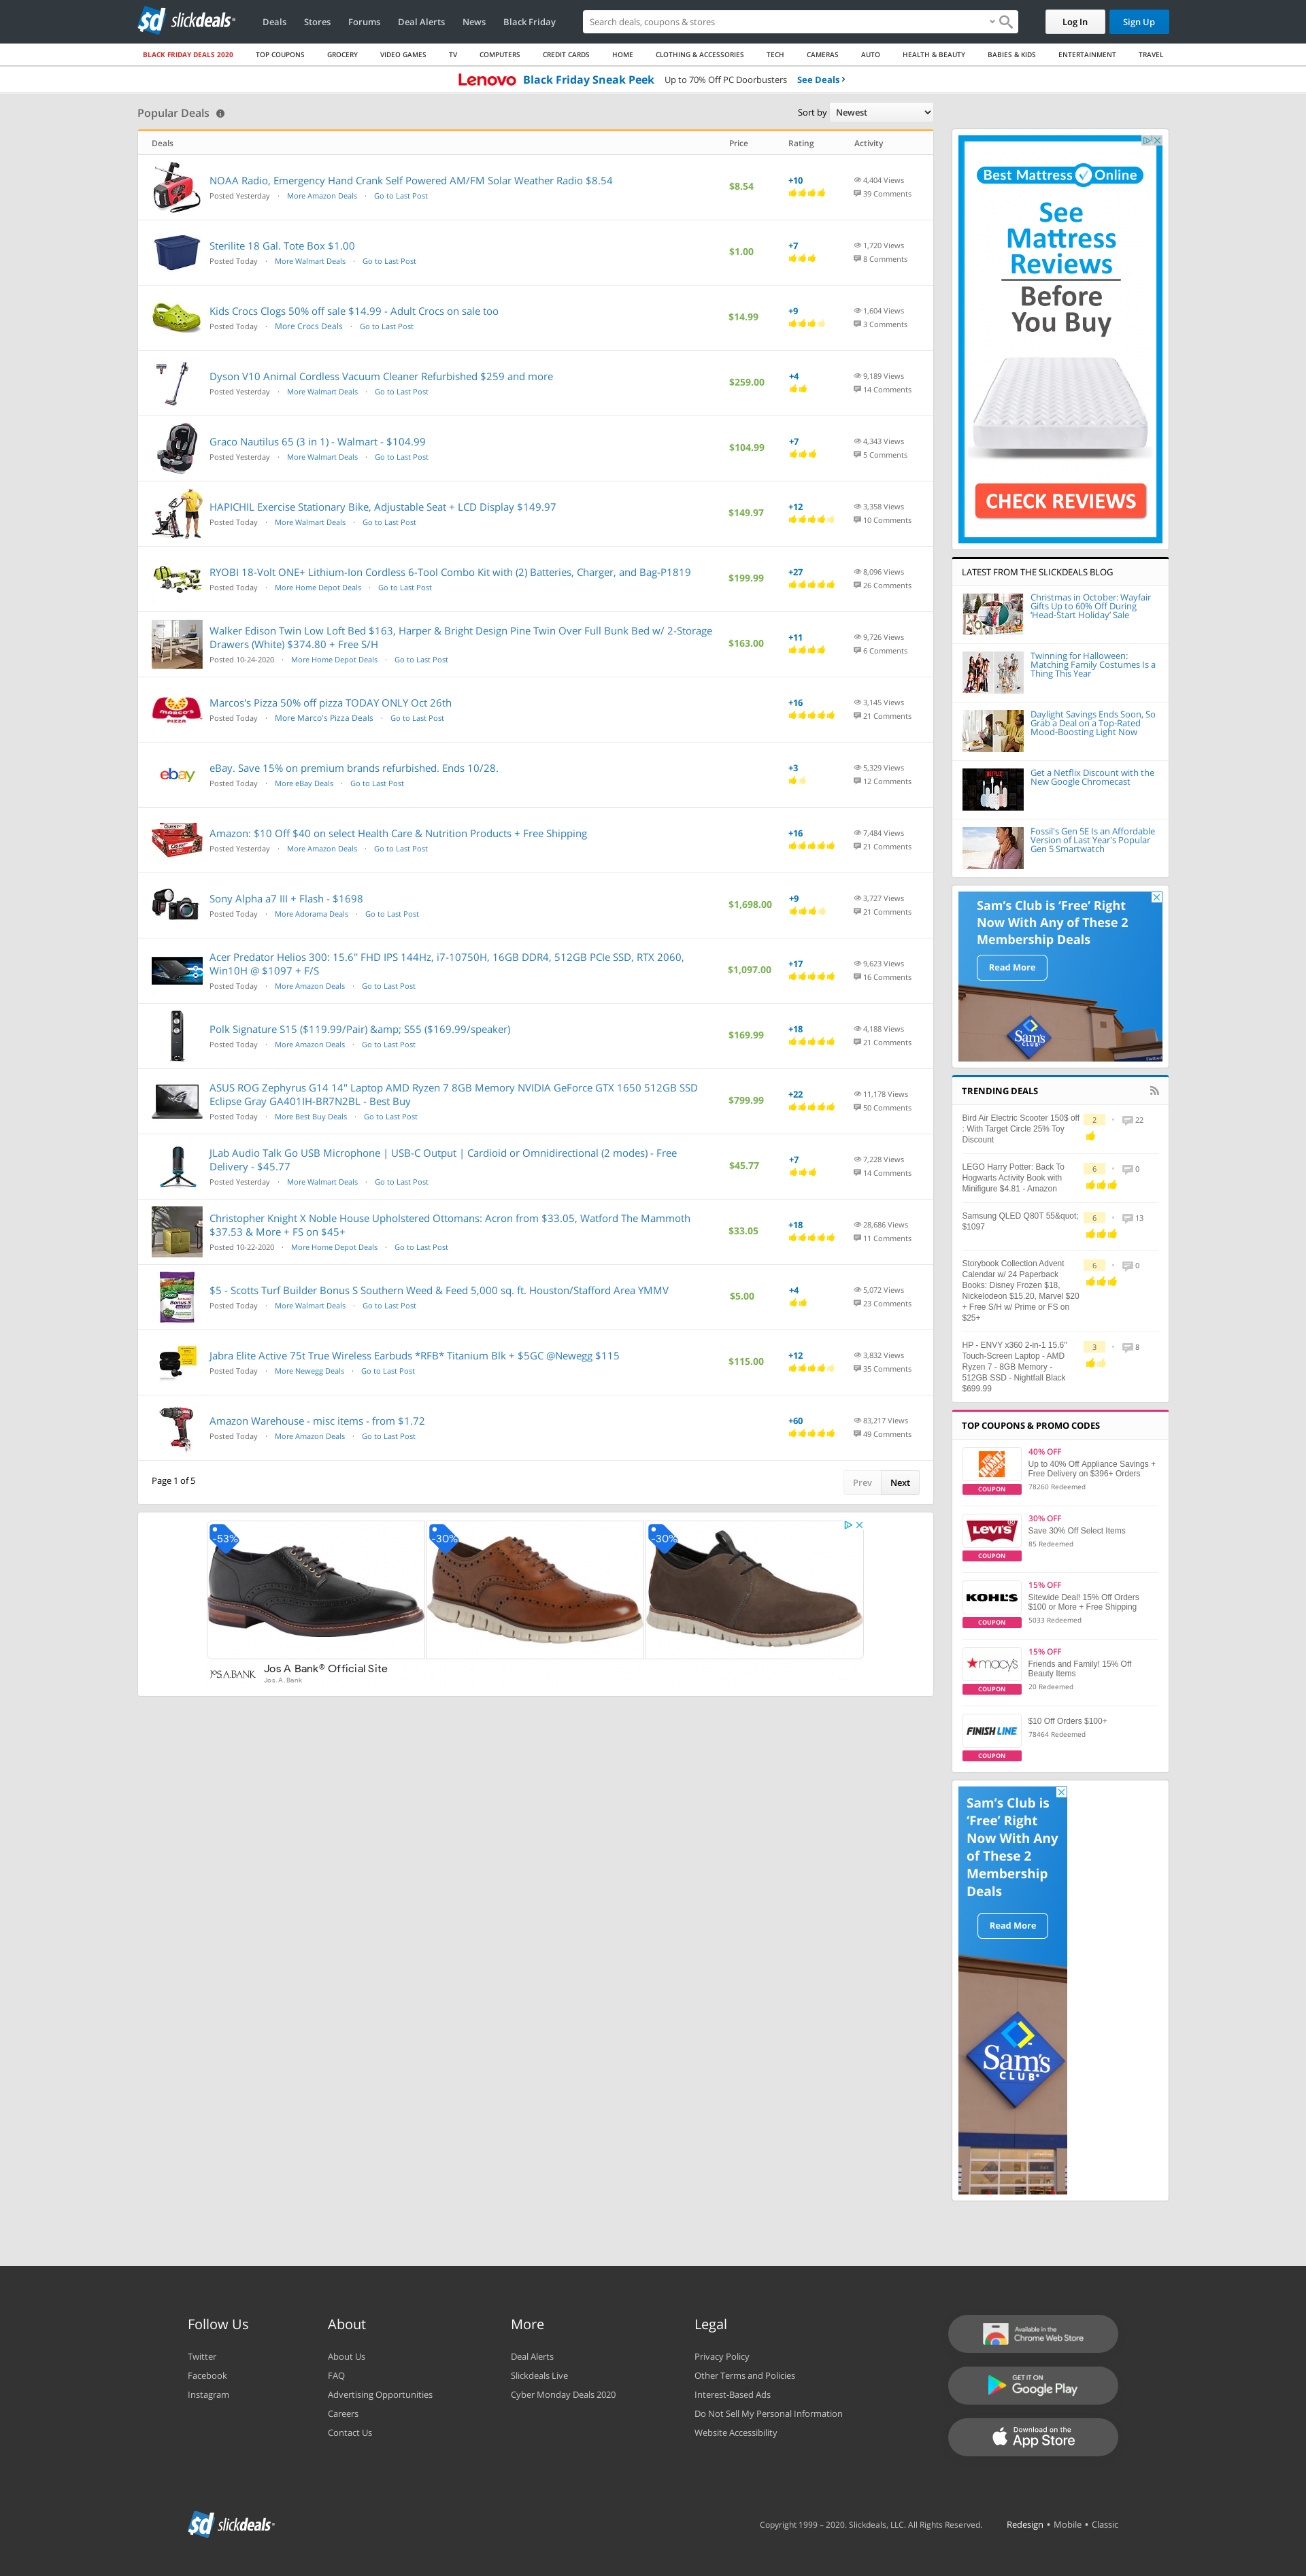 slickdeals
Deals
Stores
Forums
Deal Alerts
News
Black Friday
Search deals, coupons & stores
Log In
Sign Up
BLACK FRIDAY DEALS 2020
TOP COUPONS
GROCERY
VIDEO GAMES
TV
COMPUTERS
CREDIT CARDS
HOME
CLOTHING & ACCESSORIES
TECH
CAMERAS
AUTO
HEALTH & BEAUTY
BABIES & KIDS
ENTERTAINMENT
TRAVEL
Lenovo Black Friday Sneak Peek Up to 70% Off PC Doorbusters See Deals
Popular Deals
Sort by Newest
Deals Price Rating Activity
NOAA Radio, Emergency Hand Crank Self Powered AM/FM Solar Weather Radio $8.54
Posted Yesterday · More Amazon Deals · Go to Last Post
$8.54
+10
4,404 Views
39 Comments
Sterilite 18 Gal. Tote Box $1.00
Posted Today · More Walmart Deals · Go to Last Post
$1.00
+7
1,720 Views
8 Comments
Kids Crocs Clogs 50% off sale $14.99 - Adult Crocs on sale too
Posted Today · More Crocs Deals · Go to Last Post
$14.99
+9
1,604 Views
3 Comments
Dyson V10 Animal Cordless Vacuum Cleaner Refurbished $259 and more
Posted Yesterday · More Walmart Deals · Go to Last Post
$259.00
+4
9,189 Views
14 Comments
Graco Nautilus 65 (3 in 1) - Walmart - $104.99
Posted Yesterday · More Walmart Deals · Go to Last Post
$104.99
+7
4,343 Views
5 Comments
HAPICHIL Exercise Stationary Bike, Adjustable Seat + LCD Display $149.97
Posted Today · More Walmart Deals · Go to Last Post
$149.97
+12
3,358 Views
10 Comments
RYOBI 18-Volt ONE+ Lithium-Ion Cordless 6-Tool Combo Kit with (2) Batteries, Charger, and Bag-P1819
Posted Today · More Home Depot Deals · Go to Last Post
$199.99
+27
8,096 Views
26 Comments
Walker Edison Twin Low Loft Bed $163, Harper & Bright Design Pine Twin Over Full Bunk Bed w/ 2-Storage
Drawers (White) $374.80 + Free S/H
Posted 10-24-2020 · More Home Depot Deals · Go to Last Post
$163.00
+11
9,726 Views
6 Comments
MARCO'S PIZZA
Marcos's Pizza 50% off pizza TODAY ONLY Oct 26th
Posted Today · More Marco's Pizza Deals · Go to Last Post
+16
3,145 Views
21 Comments
ebay
eBay. Save 15% on premium brands refurbished. Ends 10/28.
Posted Today · More eBay Deals · Go to Last Post
+3
5,329 Views
12 Comments
Amazon: $10 Off $40 on select Health Care & Nutrition Products + Free Shipping
Posted Yesterday · More Amazon Deals · Go to Last Post
+16
7,484 Views
21 Comments
Sony Alpha a7 III + Flash - $1698
Posted Today · More Adorama Deals · Go to Last Post
$1,698.00
+9
3,727 Views
21 Comments
Acer Predator Helios 300: 15.6'' FHD IPS 144Hz, i7-10750H, 16GB DDR4, 512GB PCIe SSD, RTX 2060,
Win10H @ $1097 + F/S
Posted Today · More Amazon Deals · Go to Last Post
$1,097.00
+17
9,623 Views
16 Comments
Polk Signature S15 ($119.99/Pair) &amp; S55 ($169.99/speaker)
Posted Today · More Amazon Deals · Go to Last Post
$169.99
+18
4,188 Views
21 Comments
ASUS ROG Zephyrus G14 14" Laptop AMD Ryzen 7 8GB Memory NVIDIA GeForce GTX 1650 512GB SSD
Eclipse Gray GA401IH-BR7N2BL - Best Buy
Posted Today · More Best Buy Deals · Go to Last Post
$799.99
+22
11,178 Views
50 Comments
JLab Audio Talk Go USB Microphone | USB-C Output | Cardioid or Omnidirectional (2 modes) - Free
Delivery - $45.77
Posted Yesterday · More Walmart Deals · Go to Last Post
$45.77
+7
7,228 Views
14 Comments
Christopher Knight X Noble House Upholstered Ottomans: Acron from $33.05, Watford The Mammoth
$37.53 & More + FS on $45+
Posted 10-22-2020 · More Home Depot Deals · Go to Last Post
$33.05
+18
28,686 Views
11 Comments
$5 - Scotts Turf Builder Bonus S Southern Weed & Feed 5,000 sq. ft. Houston/Stafford Area YMMV
Posted Today · More Walmart Deals · Go to Last Post
$5.00
+4
5,072 Views
23 Comments
Jabra Elite Active 75t True Wireless Earbuds *RFB* Titanium Blk + $5GC @Newegg $115
Posted Today · More Newegg Deals · Go to Last Post
$115.00
+12
3,832 Views
35 Comments
Amazon Warehouse - misc items - from $1.72
Posted Today · More Amazon Deals · Go to Last Post
+60
83,217 Views
49 Comments
Page 1 of 5
Prev
Next
-53%
-30%
-30%
JOS. A. BANK
Jos A Bank® Official Site
Jos. A. Bank
Best Mattress Online
See
Mattress
Reviews
Before
You Buy
CHECK REVIEWS
LATEST FROM THE SLICKDEALS BLOG
Christmas in October: Wayfair
Gifts Up to 60% Off During
'Head-Start Holiday' Sale
Twinning for Halloween:
Matching Family Costumes Is a
Thing This Year
Daylight Savings Ends Soon, So
Grab a Deal on a Top-Rated
Mood-Boosting Light Now
NETFLIX
Get a Netflix Discount with the
New Google Chromecast
Fossil's Gen 5E Is an Affordable
Version of Last Year's Popular
Gen 5 Smartwatch
Sam's Club is 'Free' Right
Now With Any of These 2
Membership Deals
Read More
Sam's CLUB
TRENDING DEALS
Bird Air Electric Scooter 150$ off
: With Target Circle 25% Toy
Discount
2 · 22
LEGO Harry Potter: Back To
Hogwarts Activity Book with
Minifigure $4.81 - Amazon
6 · 0
Samsung QLED Q80T 55&quot;
$1097
6 · 13
Storybook Collection Advent
Calendar w/ 24 Paperback
Books: Disney Frozen $18,
Nickelodeon $15.20, Marvel $20
+ Free S/H w/ Prime or FS on
$25+
6 · 0
HP - ENVY x360 2-in-1 15.6"
Touch-Screen Laptop - AMD
Ryzen 7 - 8GB Memory -
512GB SSD - Nightfall Black
$699.99
3 · 8
TOP COUPONS & PROMO CODES
COUPON
40% OFF
Up to 40% Off Appliance Savings +
Free Delivery on $396+ Orders
78260 Redeemed
LEVI'S
COUPON
30% OFF
Save 30% Off Select Items
85 Redeemed
KOHL'S
COUPON
15% OFF
Sitewide Deal! 15% Off Orders
$100 or More + Free Shipping
5033 Redeemed
macy's
COUPON
15% OFF
Friends and Family! 15% Off
Beauty Items
20 Redeemed
FINISH LINE
COUPON
$10 Off Orders $100+
78464 Redeemed
Sam's Club is
'Free' Right
Now With Any
of These 2
Membership
Deals
Read More
Sam's
CLUB
Follow Us
Twitter
Facebook
Instagram
About
About Us
FAQ
Advertising Opportunities
Careers
Contact Us
More
Deal Alerts
Slickdeals Live
Cyber Monday Deals 2020
Legal
Privacy Policy
Other Terms and Policies
Interest-Based Ads
Do Not Sell My Personal Information
Website Accessibility
Available in the
Chrome Web Store
GET IT ON
Google Play
Download on the
App Store
slickdeals
Copyright 1999 – 2020. Slickdeals, LLC. All Rights Reserved.
Redesign • Mobile • Classic